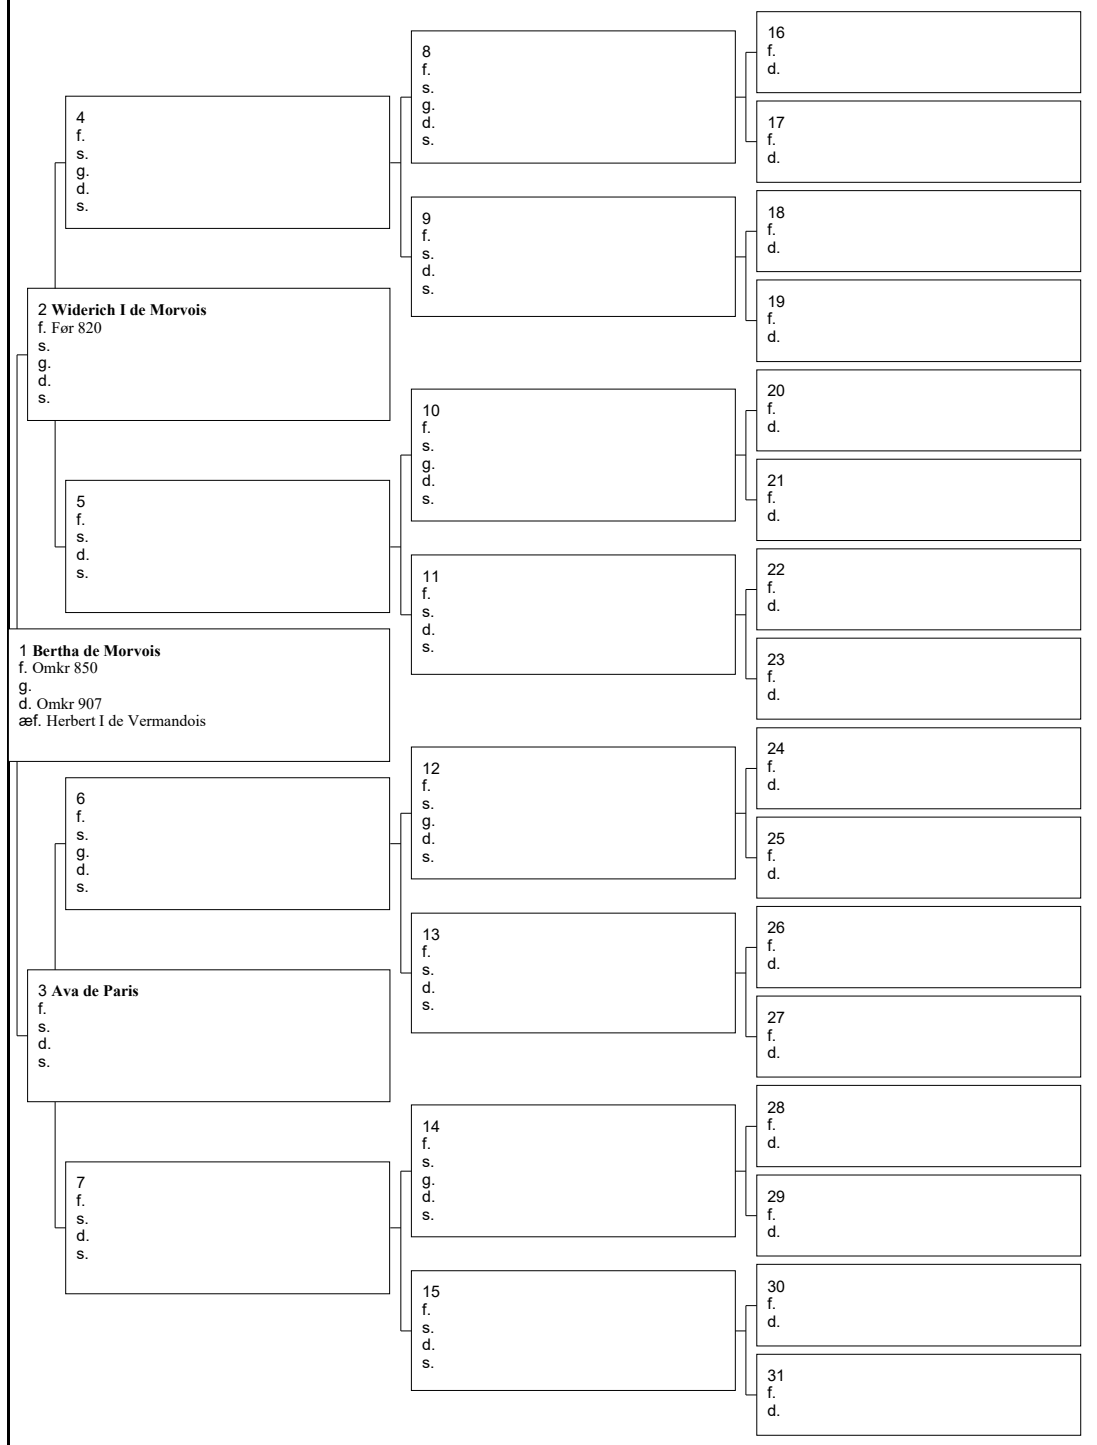 16
f.
d.
8
f.
s.
g.
d.
s.
17
f.
d.
4
f.
s.
g.
d.
s.
18
f.
d.
9
f.
s.
d.
s.
19
f.
d.
2 Widerich I de Morvois
f. Før 820
s.
g.
d.
s.
20
f.
d.
10
f.
s.
g.
d.
s.
21
f.
d.
5
f.
s.
d.
s.
22
f.
d.
11
f.
s.
d.
s.
23
f.
d.
1 Bertha de Morvois
f. Omkr 850
g.
d. Omkr 907
æf. Herbert I de Vermandois
24
f.
d.
12
f.
s.
g.
d.
s.
25
f.
d.
6
f.
s.
g.
d.
s.
26
f.
d.
13
f.
s.
d.
s.
27
f.
d.
3 Ava de Paris
f.
s.
d.
s.
28
f.
d.
14
f.
s.
g.
d.
s.
29
f.
d.
7
f.
s.
d.
s.
30
f.
d.
15
f.
s.
d.
s.
31
f.
d.